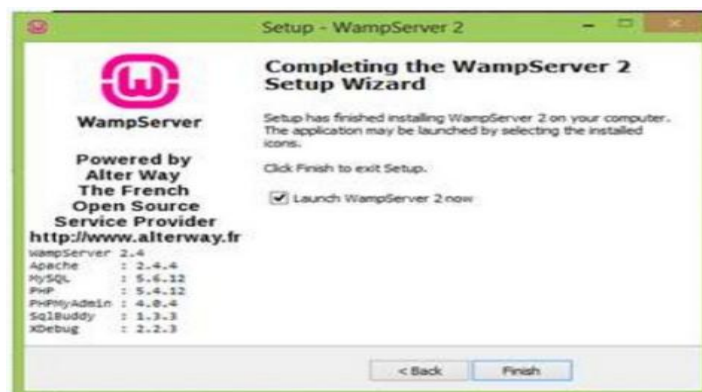 Setup - WampServer 2
WampServer
Powered by
Alter Way
The French
Open Source
Service Provider
http://www.alterway.fr
WampServer 2.4
Apache : 2.4.4
MySQL : 5.6.12
PHP : 5.4.12
PHPMyAdmin : 4.0.4
SqlBuddy : 1.3.3
XDebug : 2.2.3
Completing the WampServer 2
Setup Wizard
Setup has finished installing WampServer 2 on your computer.
The application may be launched by selecting the installed
icons.
Click Finish to exit Setup.
Launch WampServer 2 now
< Back
Finish